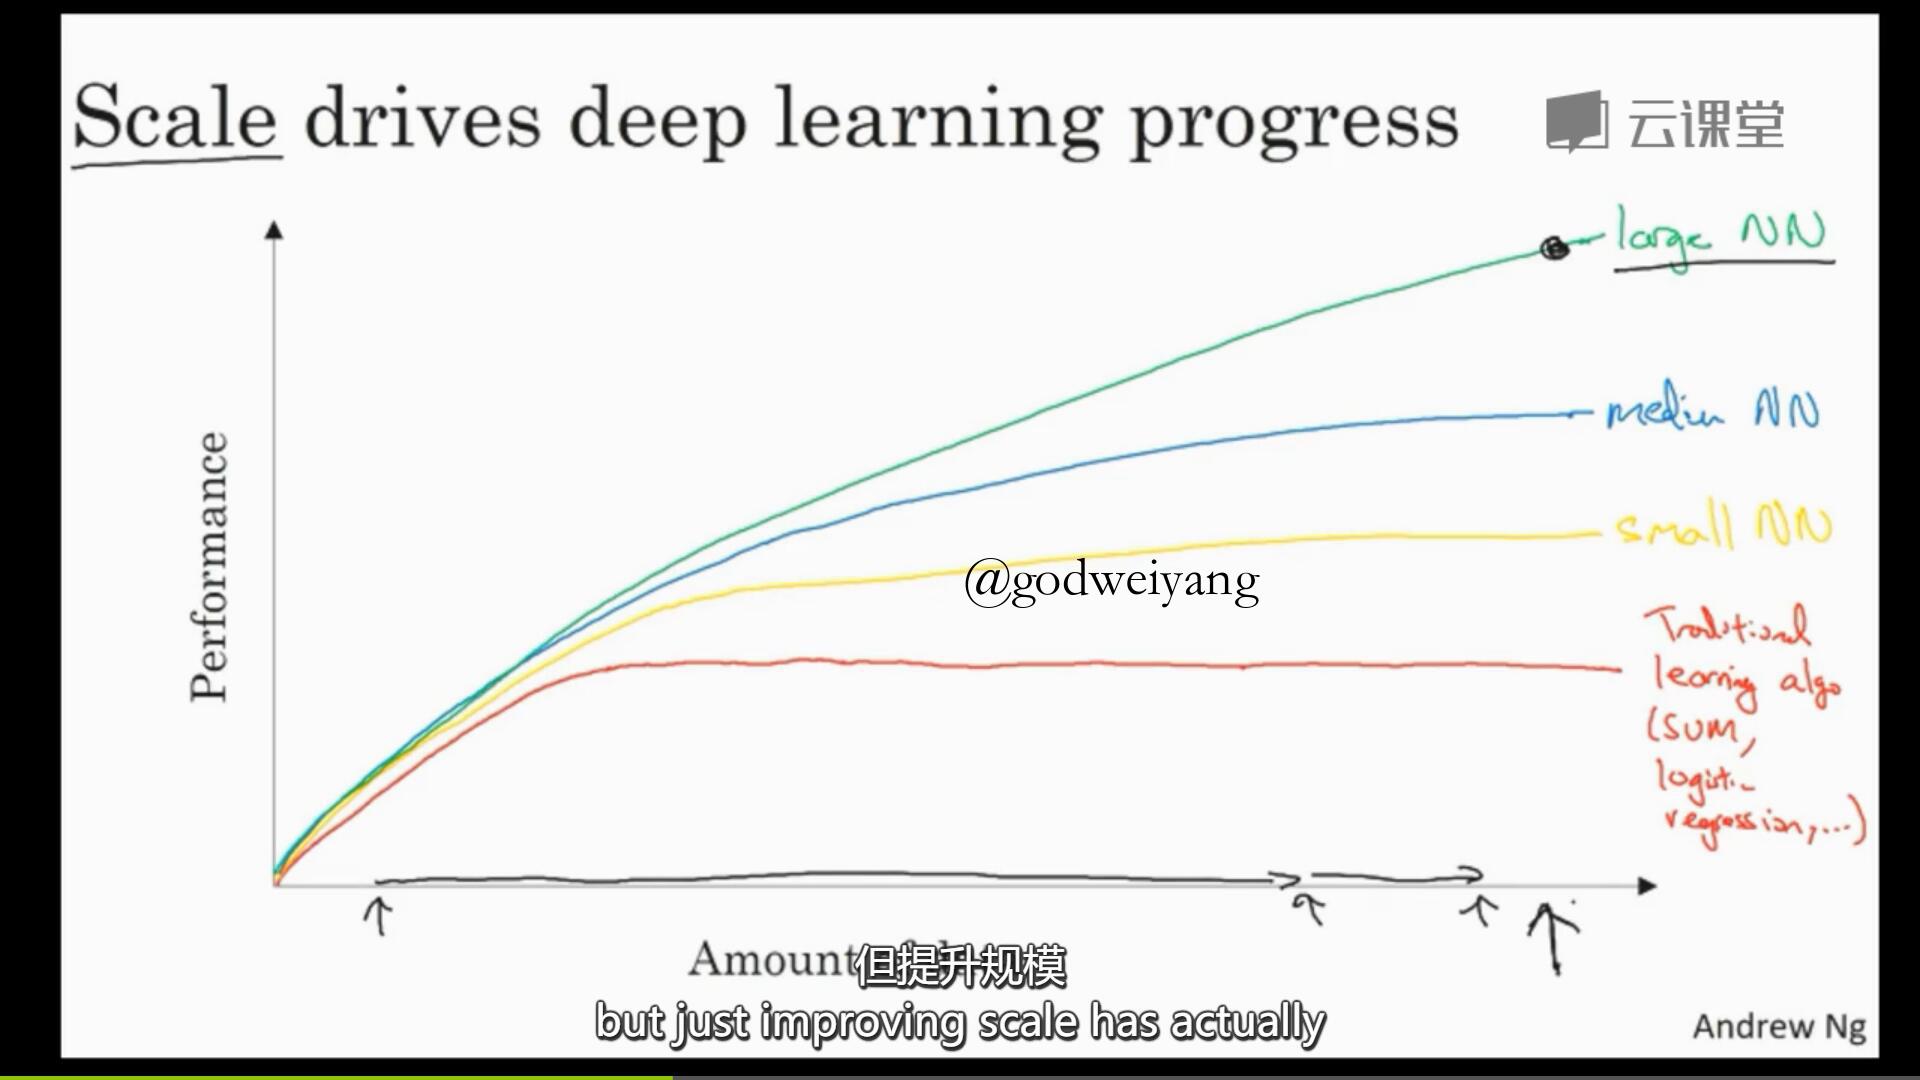 Scale drives deep learning progress
云课堂
large NN
medium NN
small NN
@godweiyang
Traditional
learning algo
(SVM,
logistic
regression,...)
Performance
Amount
但提升规模
but just improving scale has actually
Andrew Ng